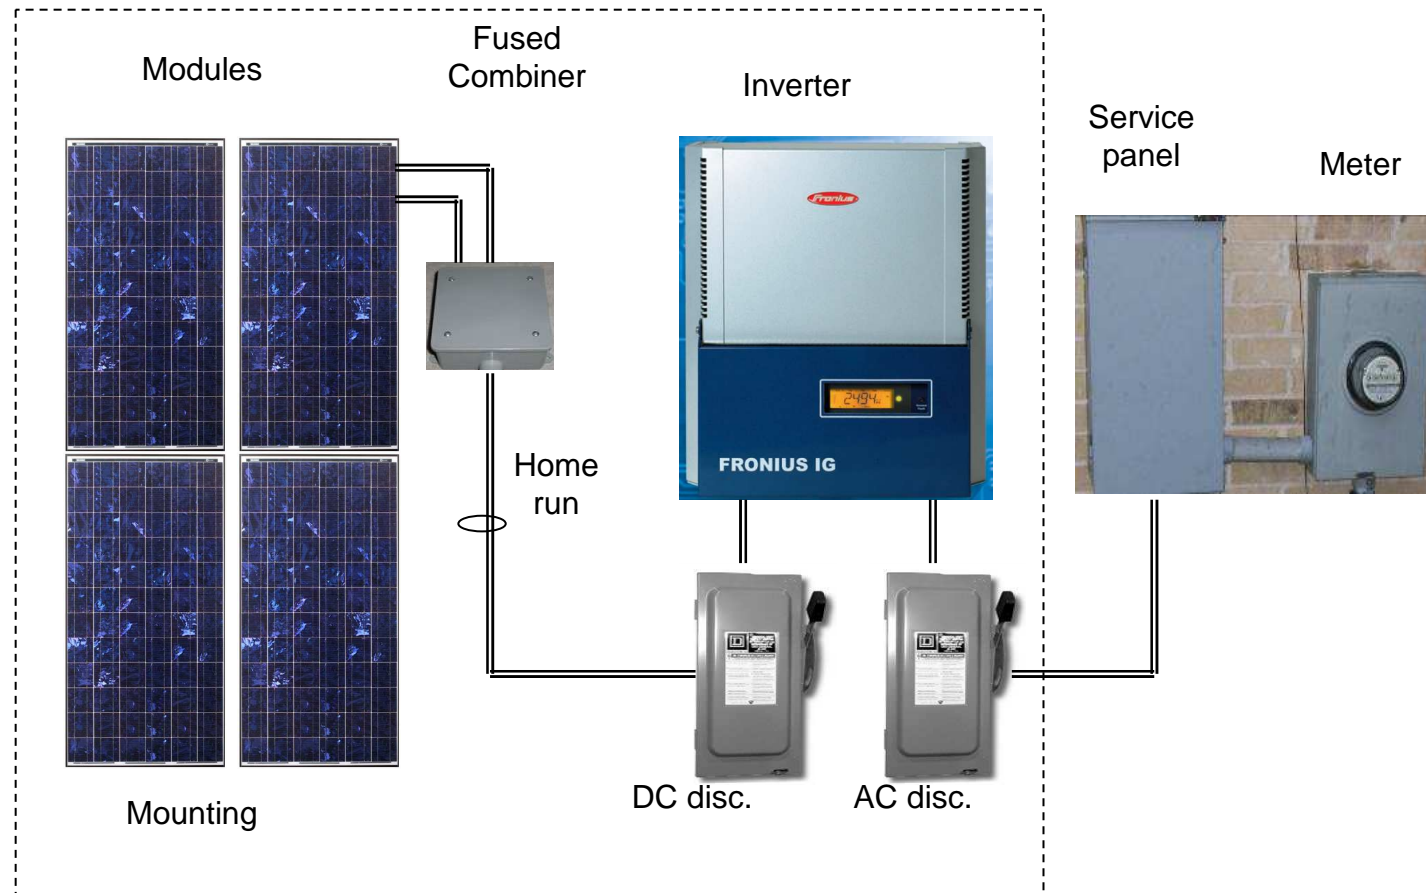 Modules
Fused
Combiner
Inverter
Service
panel
Meter
Fronius
2494
FRONIUS IG
Home
run
DC disc.
AC disc.
Mounting